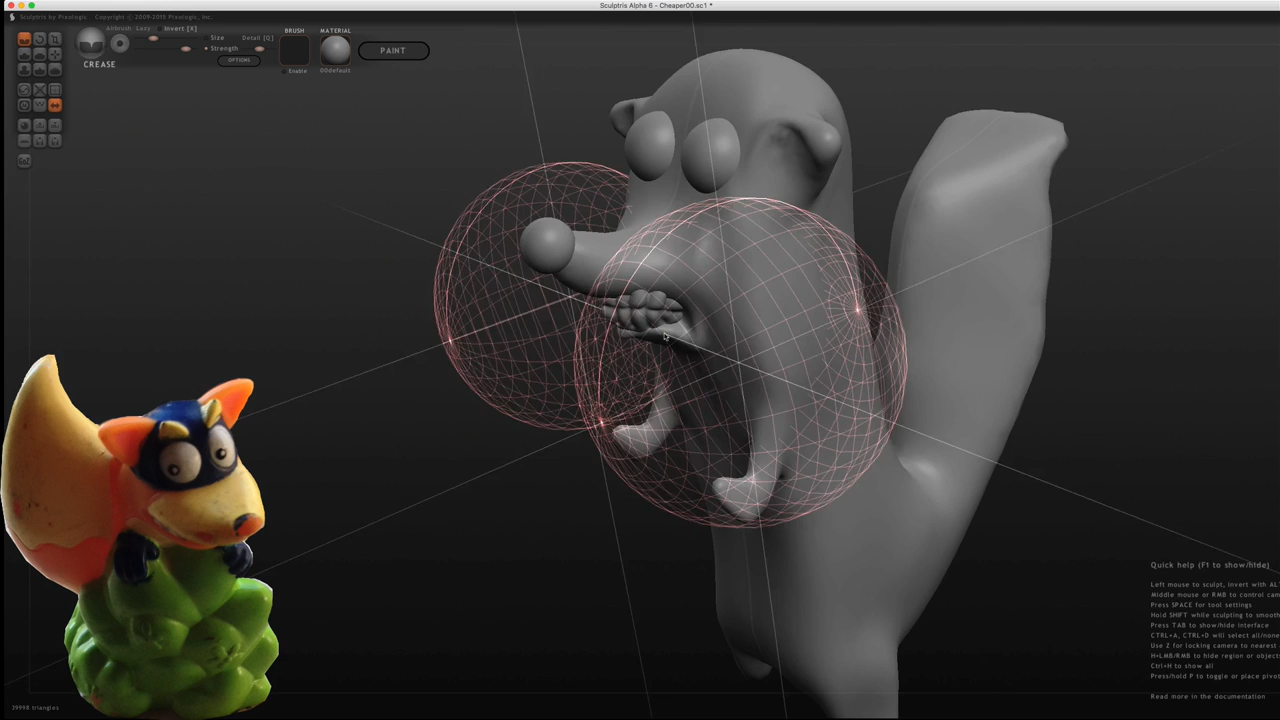 Sculptris Alpha 6 - Cheaper00.sc1 *
Sculptris by Pixologic Copyright (c) 2009-2015 Pixologic, Inc.
Airbrush Lazy Invert [X]
Size Detail [Q]
Strength
OPTIONS
CREASE
BRUSH
Enable
MATERIAL
00default
PAINT
GoZ
Quick help (F1 to show/hide)
Left mouse to sculpt, invert with AL
Middle mouse or RMB to control cam
Press SPACE for tool settings
Hold SHIFT while sculpting to smooth
Press TAB to show/hide interface
CTRL+A, CTRL+D will select all/none
Use Z for locking camera to nearest
H+LMB/RMB to hide region or objects
Ctrl+H to show all
Press/hold P to toggle or place pivot
Read more in the documentation
39998 triangles